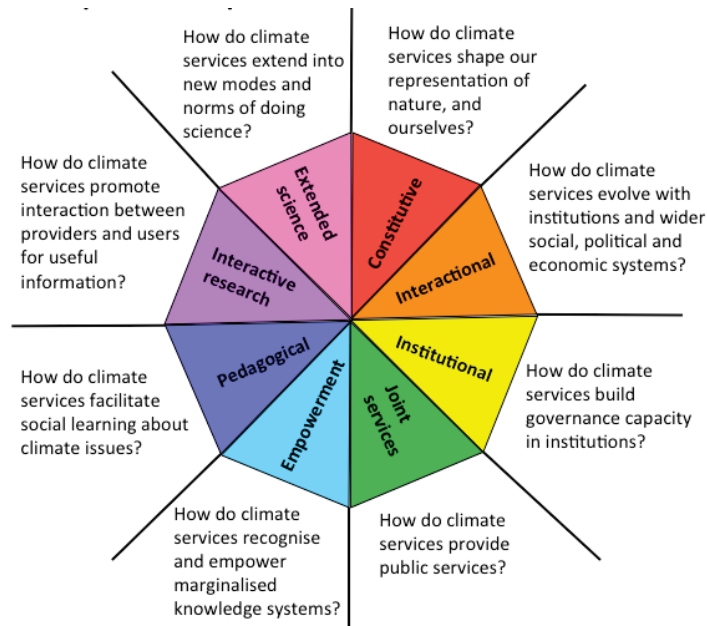 How do climate
services extend into
new modes and
norms of doing
science?
How do climate
services shape our
representation of
nature, and
ourselves?
How do climate
services promote
interaction between
providers and users
for useful
information?
How do climate
services evolve with
institutions and wider
social, political and
economic systems?
Extended
science
Constitutive
Interactive
research
Interactional
Pedagogical
Institutional
Empowerment
Joint
services
How do climate
services facilitate
social learning about
climate issues?
How do climate
services build
governance capacity
in institutions?
How do climate
services recognise
and empower
marginalised
knowledge systems?
How do climate
services provide
public services?